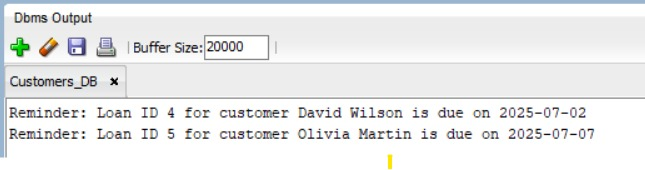 Dbms Output
Buffer Size: 20000
Customers_DB
Reminder: Loan ID 4 for customer David Wilson is due on 2025-07-02
Reminder: Loan ID 5 for customer Olivia Martin is due on 2025-07-07